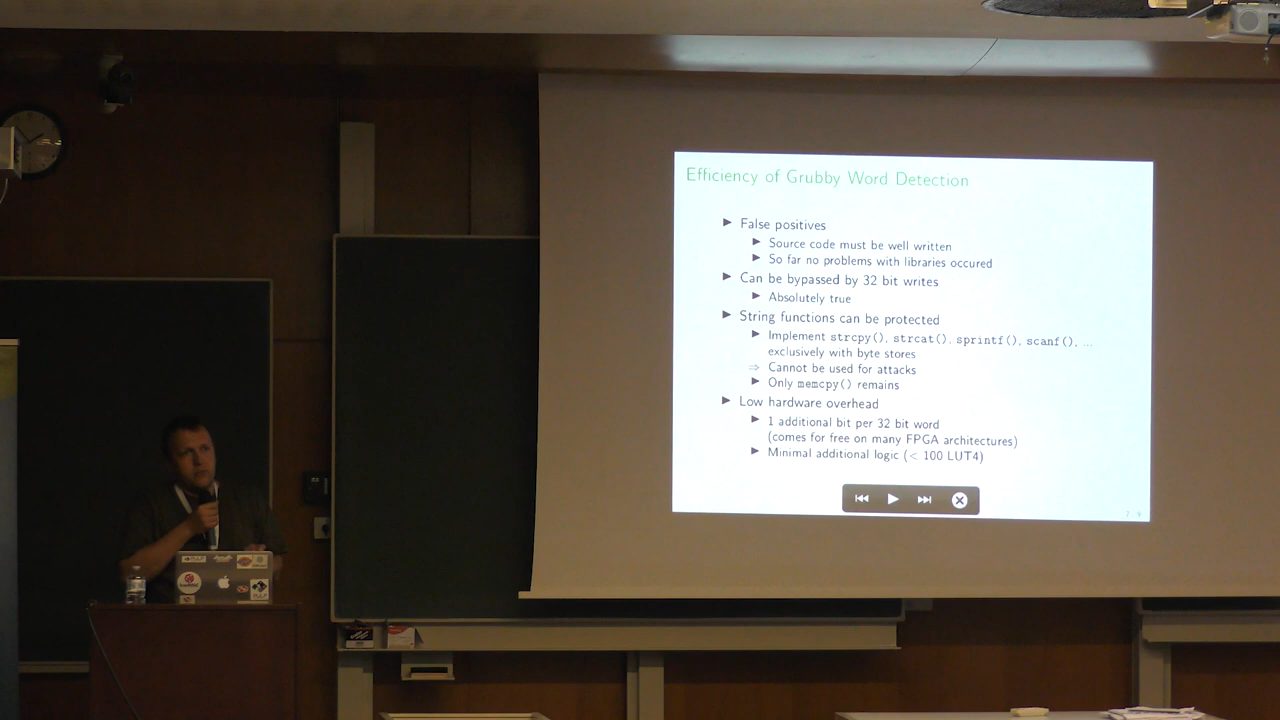 Efficiency of Grubby Word Detection
▶ False positives
▶ Source code must be well written
▶ So far no problems with libraries occured
▶ Can be bypassed by 32 bit writes
▶ Absolutely true
▶ String functions can be protected
▶ Implement strcpy(), strcat(), sprintf(), scanf(), ...
exclusively with byte stores
⇒ Cannot be used for attacks
▶ Only memcpy() remains
▶ Low hardware overhead
▶ 1 additional bit per 32 bit word
(comes for free on many FPGA architectures)
▶ Minimal additional logic (< 100 LUT4)
7 / 9